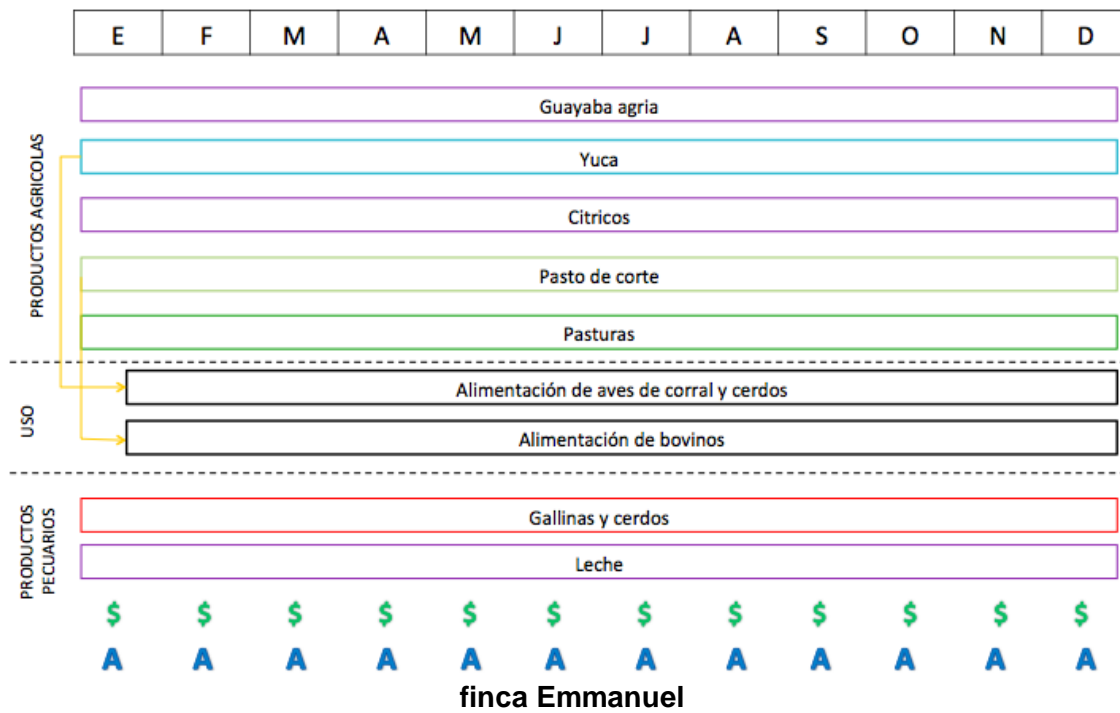 E F M A M J J A S O N D
PRODUCTOS AGRICOLAS
Guayaba agria
Yuca
Citricos
Pasto de corte
Pasturas
USO
Alimentación de aves de corral y cerdos
Alimentación de bovinos
PRODUCTOS
PECUARIOS
Gallinas y cerdos
Leche
$ $ $ $ $ $ $ $ $ $ $ $
A A A A A A A A A A A A
finca Emmanuel